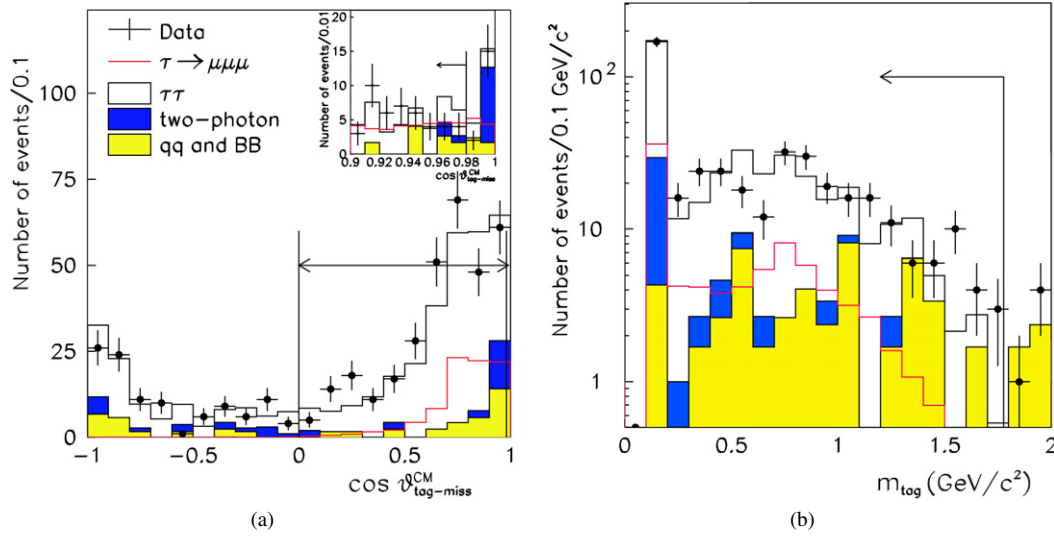 Number of events/0.1
100
75
50
25
0
Data
τ → μμμ
ττ
two-photon
qq and BB
Number of events/0.01
20
15
10
5
0
0.9 0.92 0.94 0.96 0.98 1
cos ϑ^CM_tag-miss
-1 -0.5 0 0.5 1
cos ϑ^CM_tag-miss
(a)
Number of events/0.1 GeV/c²
10²
10
1
0 0.5 1 1.5 2
m_tag (GeV/c²)
(b)